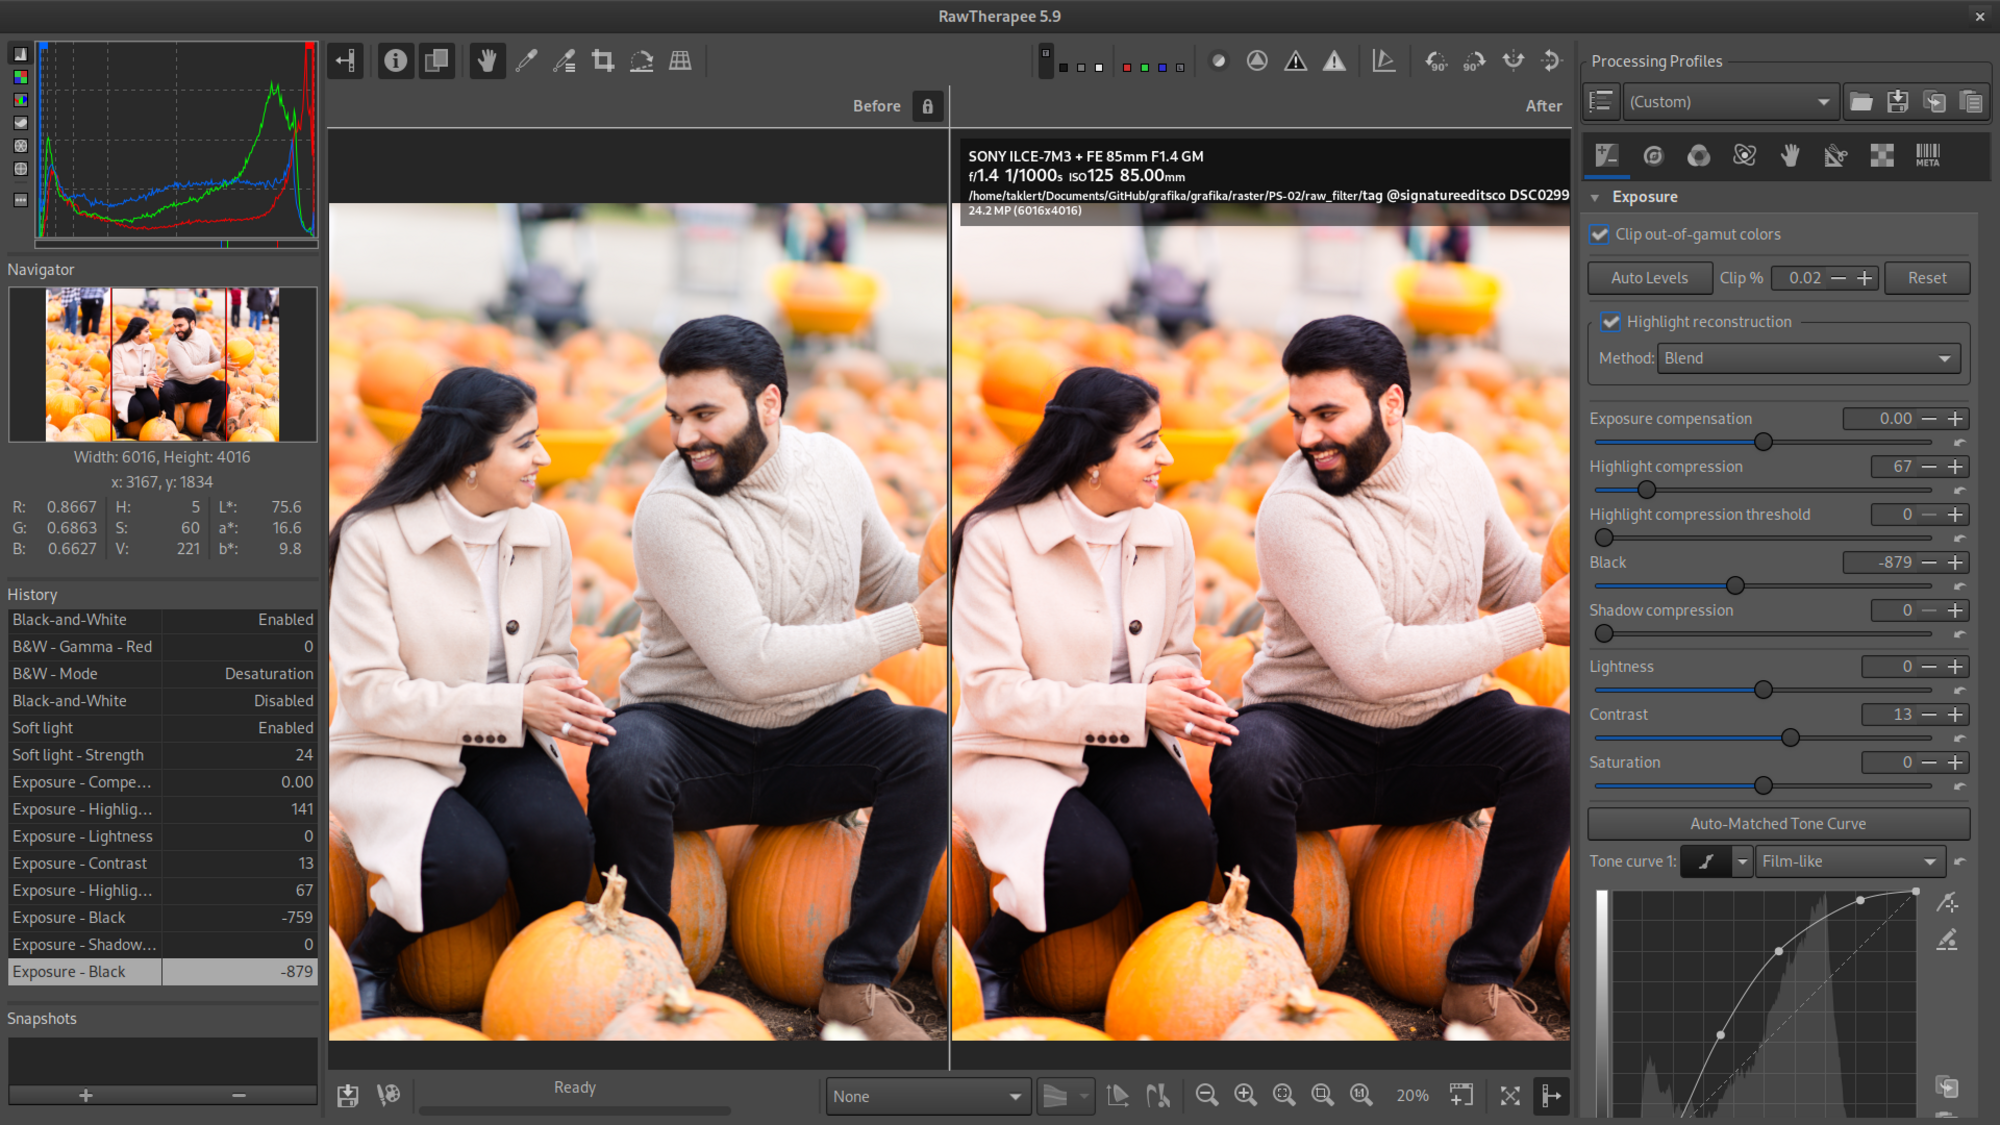 RawTherapee 5.9
Before
After
SONY ILCE-7M3 + FE 85mm F1.4 GM
f/1.4 1/1000s ISO125 85.00mm
/home/taklert/Documents/GitHub/grafika/grafika/raster/PS-02/raw_filter/tag @signatureeditsco DSC0299
24.2 MP (6016x4016)
Navigator
Width: 6016, Height: 4016
x: 3167, y: 1834
R: 0.8667 H: 5 L*: 75.6
G: 0.6863 S: 60 a*: 16.6
B: 0.6627 V: 221 b*: 9.8
History
Black-and-White Enabled
B&W - Gamma - Red 0
B&W - Mode Desaturation
Black-and-White Disabled
Soft light Enabled
Soft light - Strength 24
Exposure - Compe... 0.00
Exposure - Highlig... 141
Exposure - Lightness 0
Exposure - Contrast 13
Exposure - Highlig... 67
Exposure - Black -759
Exposure - Shadow... 0
Exposure - Black -879
Snapshots
Ready
None
20%
Processing Profiles
(Custom)
META
Exposure
Clip out-of-gamut colors
Auto Levels Clip % 0.02 Reset
Highlight reconstruction
Method: Blend
Exposure compensation 0.00
Highlight compression 67
Highlight compression threshold 0
Black -879
Shadow compression 0
Lightness 0
Contrast 13
Saturation 0
Auto-Matched Tone Curve
Tone curve 1: Film-like